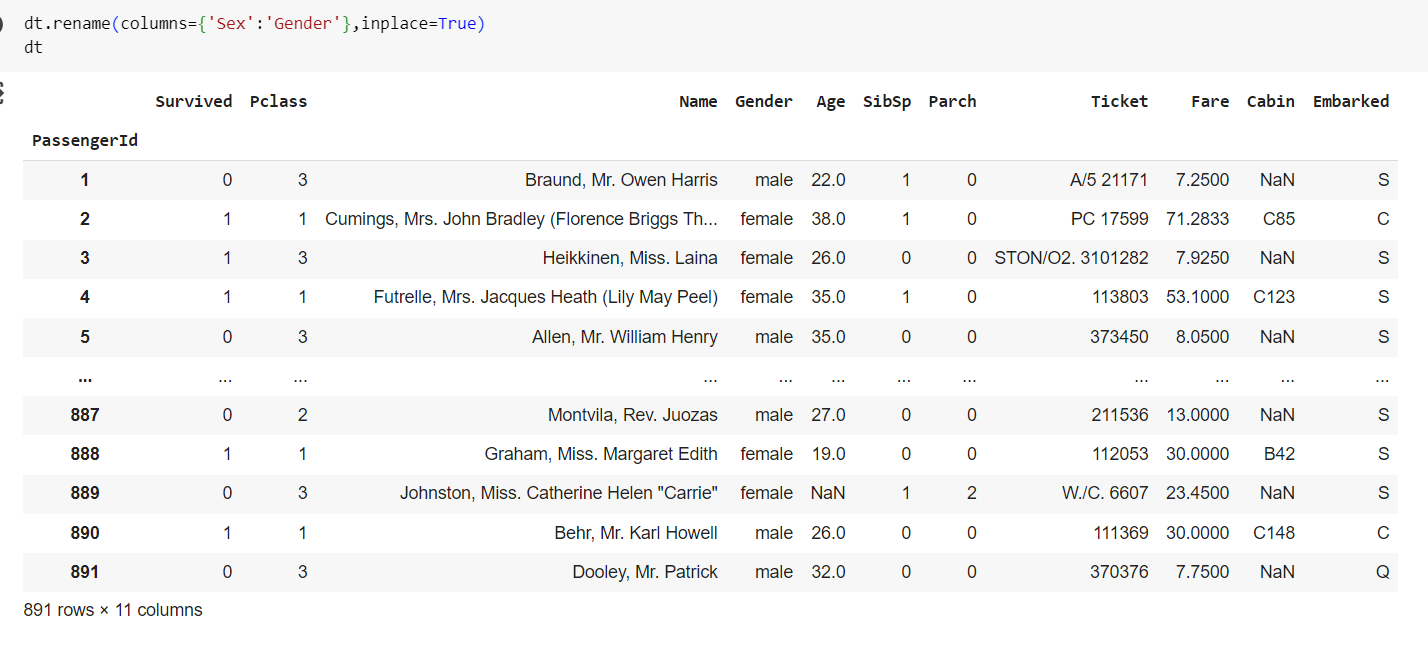 dt.rename(columns={'Sex':'Gender'},inplace=True)
dt
Survived Pclass Name Gender Age SibSp Parch Ticket Fare Cabin Embarked
PassengerId
1 0 3 Braund, Mr. Owen Harris male 22.0 1 0 A/5 21171 7.2500 NaN S
2 1 1 Cumings, Mrs. John Bradley (Florence Briggs Th... female 38.0 1 0 PC 17599 71.2833 C85 C
3 1 3 Heikkinen, Miss. Laina female 26.0 0 0 STON/O2. 3101282 7.9250 NaN S
4 1 1 Futrelle, Mrs. Jacques Heath (Lily May Peel) female 35.0 1 0 113803 53.1000 C123 S
5 0 3 Allen, Mr. William Henry male 35.0 0 0 373450 8.0500 NaN S
... ... ... ... ... ... ... ... ... ... ... ...
887 0 2 Montvila, Rev. Juozas male 27.0 0 0 211536 13.0000 NaN S
888 1 1 Graham, Miss. Margaret Edith female 19.0 0 0 112053 30.0000 B42 S
889 0 3 Johnston, Miss. Catherine Helen "Carrie" female NaN 1 2 W./C. 6607 23.4500 NaN S
890 1 1 Behr, Mr. Karl Howell male 26.0 0 0 111369 30.0000 C148 C
891 0 3 Dooley, Mr. Patrick male 32.0 0 0 370376 7.7500 NaN Q
891 rows × 11 columns